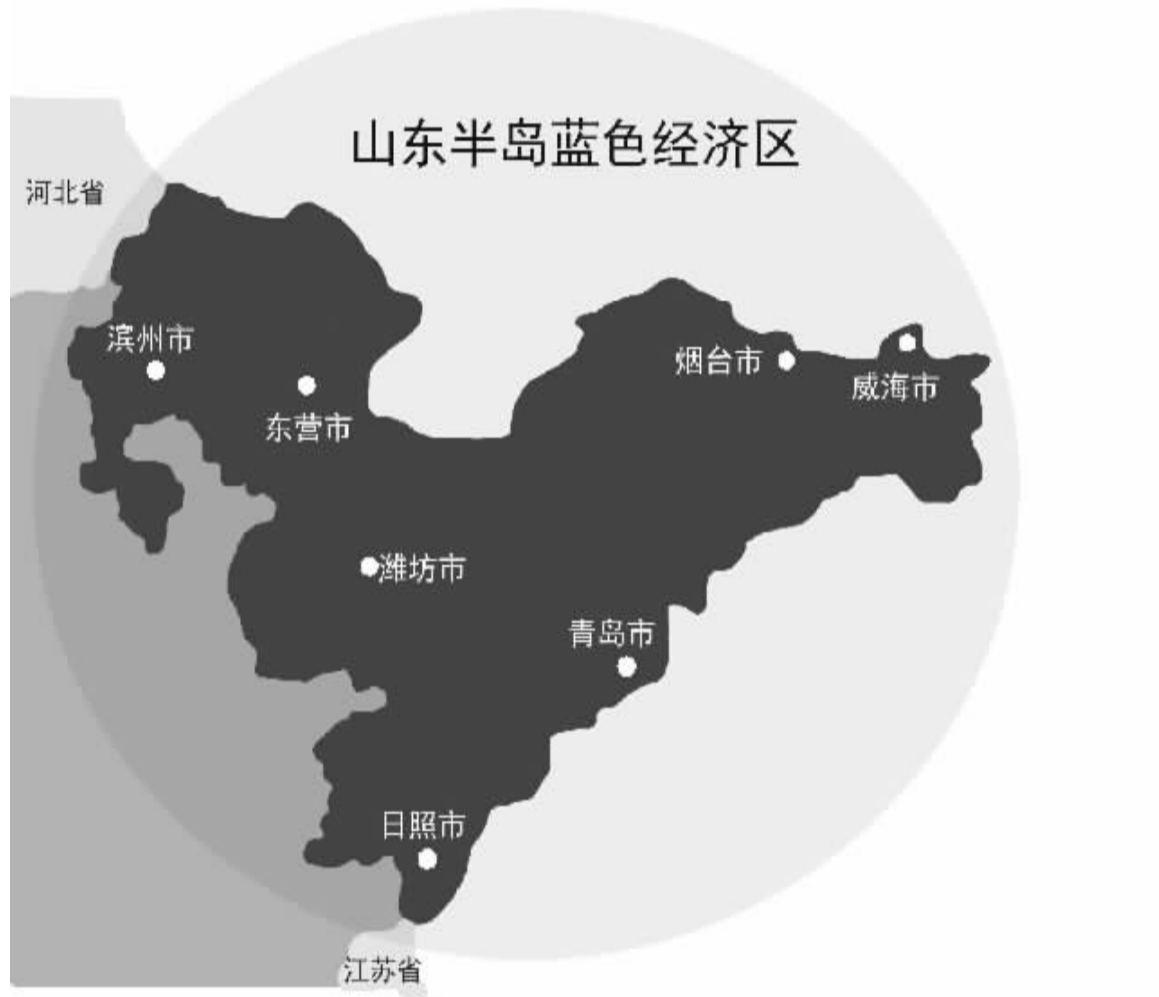 山东半岛蓝色经济区
河北省
滨州市
烟台市
威海市
东营市
潍坊市
青岛市
日照市
江苏省